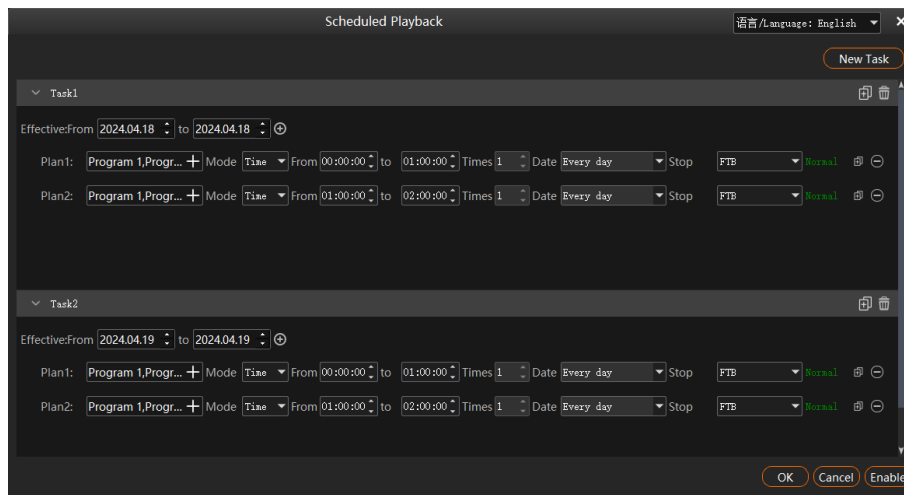 Scheduled Playback 语言/Language: English
New Task
Task1
Effective:From 2024.04.18 to 2024.04.18
Plan1: Program 1,Progr... Mode Time From 00:00:00 to 01:00:00 Times 1 Date Every day Stop FTB Normal
Plan2: Program 1,Progr... Mode Time From 01:00:00 to 02:00:00 Times 1 Date Every day Stop FTB Normal
Task2
Effective:From 2024.04.19 to 2024.04.19
Plan1: Program 1,Progr... Mode Time From 00:00:00 to 01:00:00 Times 1 Date Every day Stop FTB Normal
Plan2: Program 1,Progr... Mode Time From 01:00:00 to 02:00:00 Times 1 Date Every day Stop FTB Normal
OK Cancel Enable